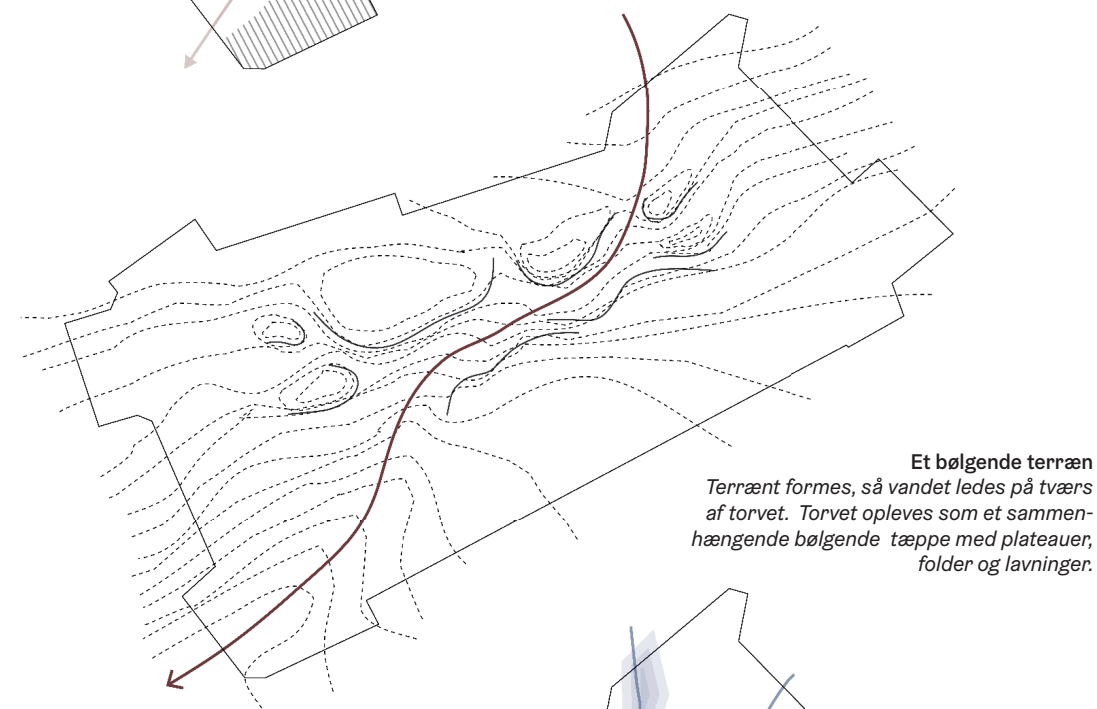 Et bølgende terræn
Terrænt formes, så vandet ledes på tværs
af torvet. Torvet opleves som et sammen-
hængende bølgende tæppe med plateauer,
folder og lavninger.